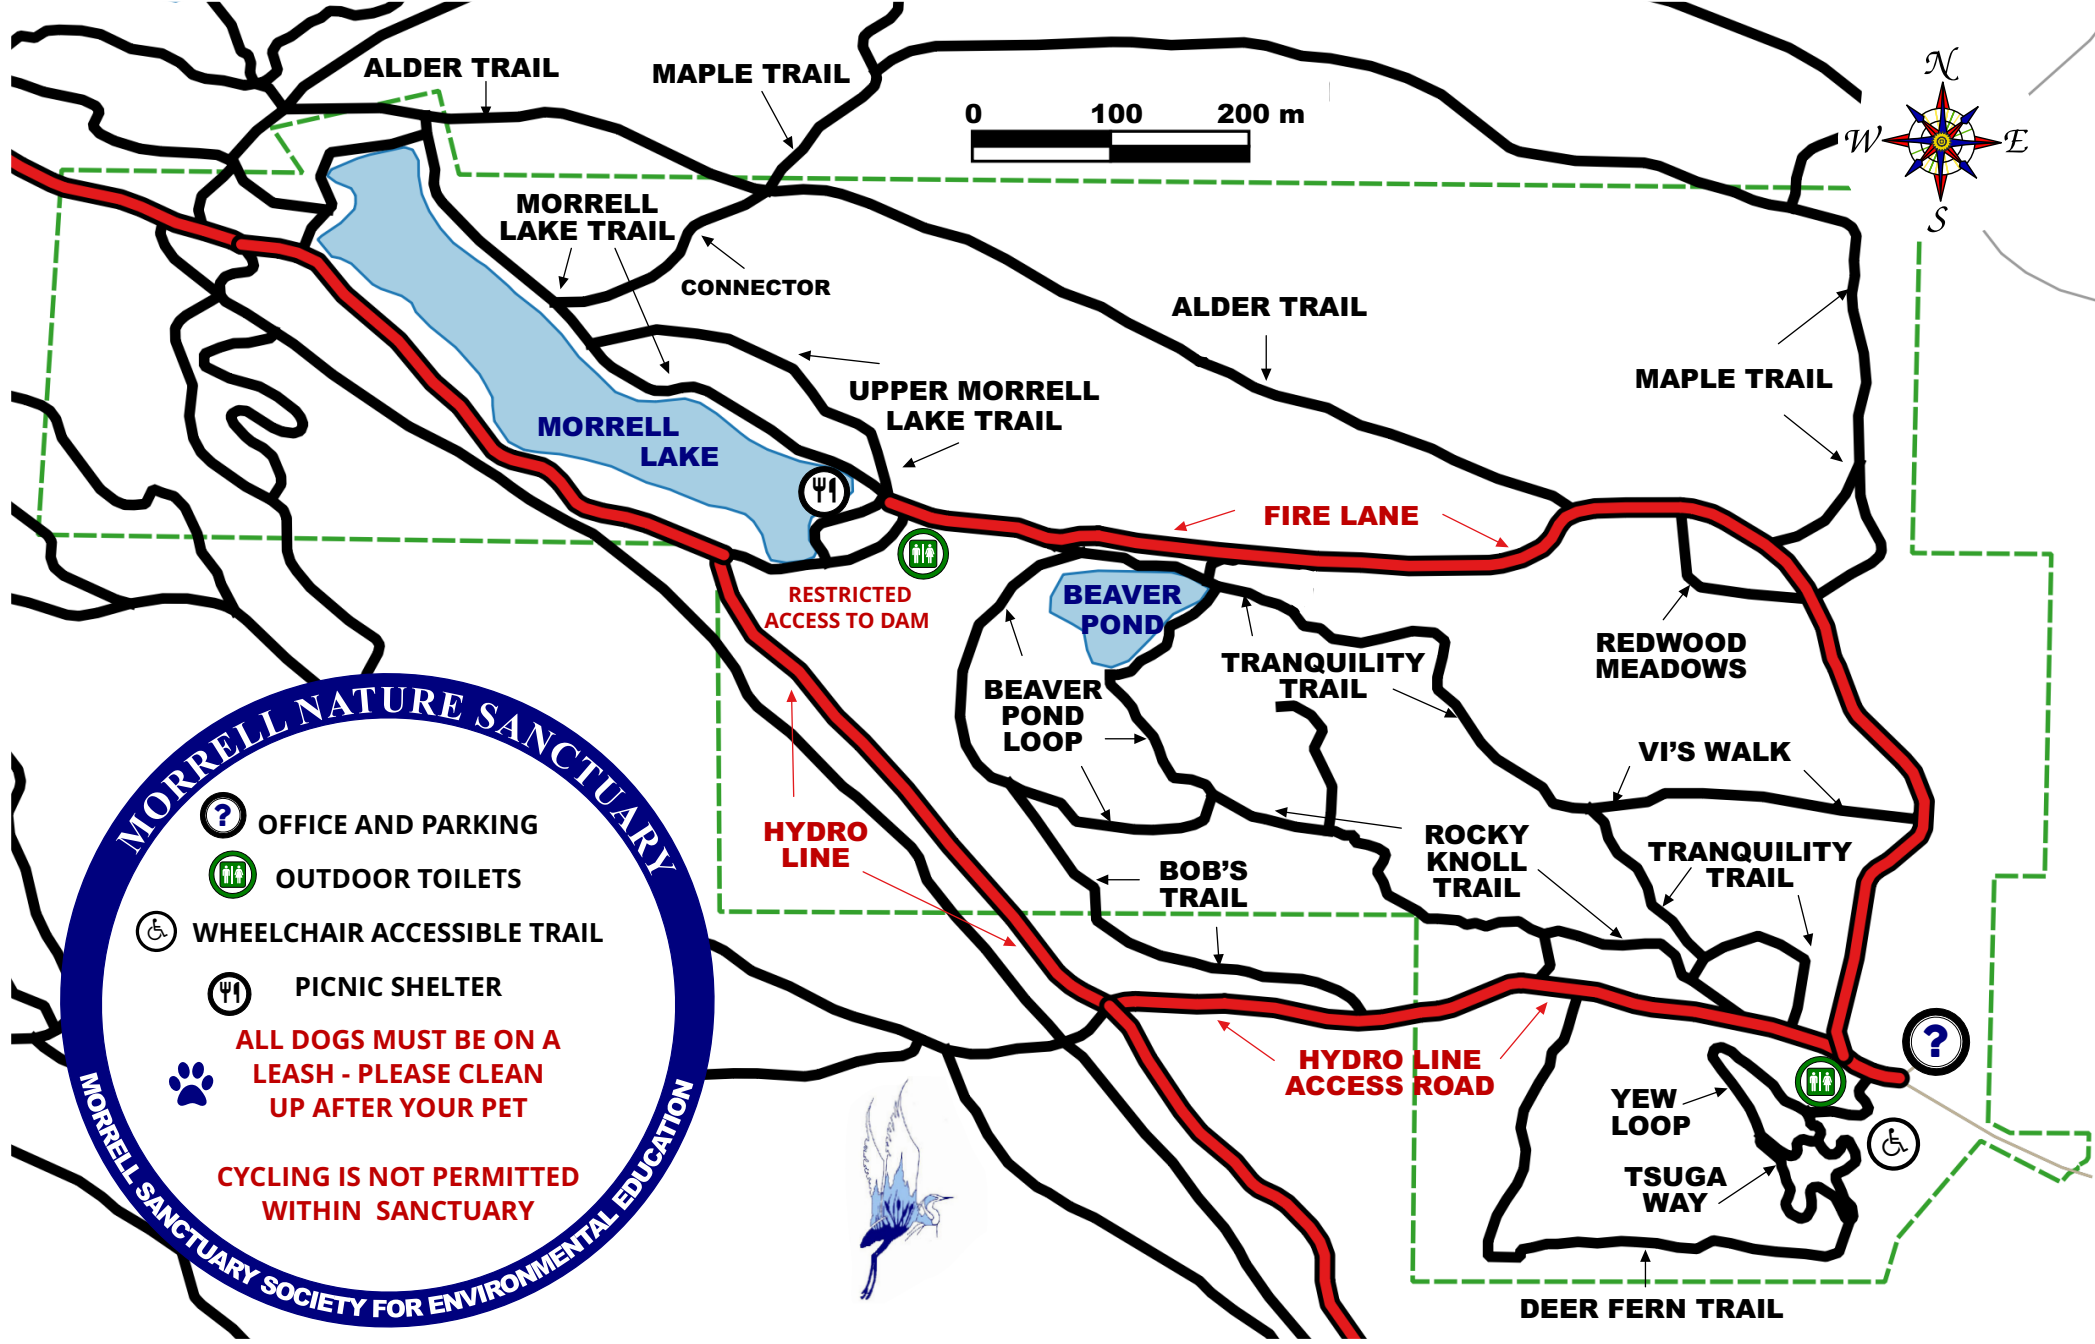 ALDER TRAIL
MAPLE TRAIL
0 100 200 m
N
W E
S
MORRELL
LAKE TRAIL
CONNECTOR
ALDER TRAIL
MAPLE TRAIL
UPPER MORRELL
LAKE TRAIL
MORRELL
LAKE
FIRE LANE
RESTRICTED
ACCESS TO DAM
BEAVER
POND
TRANQUILITY
TRAIL
REDWOOD
MEADOWS
BEAVER
POND
LOOP
VI'S WALK
HYDRO
LINE
ROCKY
KNOLL
TRAIL
TRANQUILITY
TRAIL
BOB'S
TRAIL
HYDRO LINE
ACCESS ROAD
?
YEW
LOOP
TSUGA
WAY
DEER FERN TRAIL
MORRELL NATURE SANCTUARY
? OFFICE AND PARKING
OUTDOOR TOILETS
WHEELCHAIR ACCESSIBLE TRAIL
PICNIC SHELTER
ALL DOGS MUST BE ON A
LEASH - PLEASE CLEAN
UP AFTER YOUR PET
CYCLING IS NOT PERMITTED
WITHIN SANCTUARY
MORRELL SANCTUARY SOCIETY FOR ENVIRONMENTAL EDUCATION